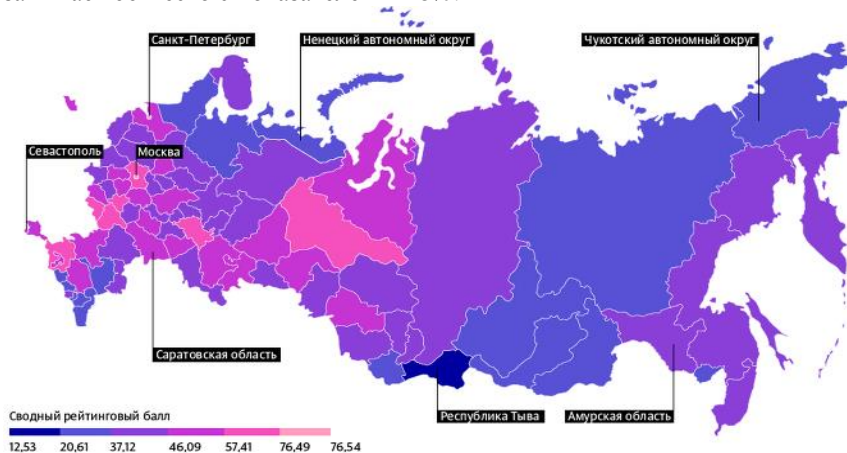 Санкт-Петербург
Ненецкий автономный округ
Чукотский автономный округ
Севастополь
Москва
Саратовская область
Республика Тыва
Амурская область
Сводный рейтинговый балл
12,53 20,61 37,12 46,09 57,41 76,49 76,54